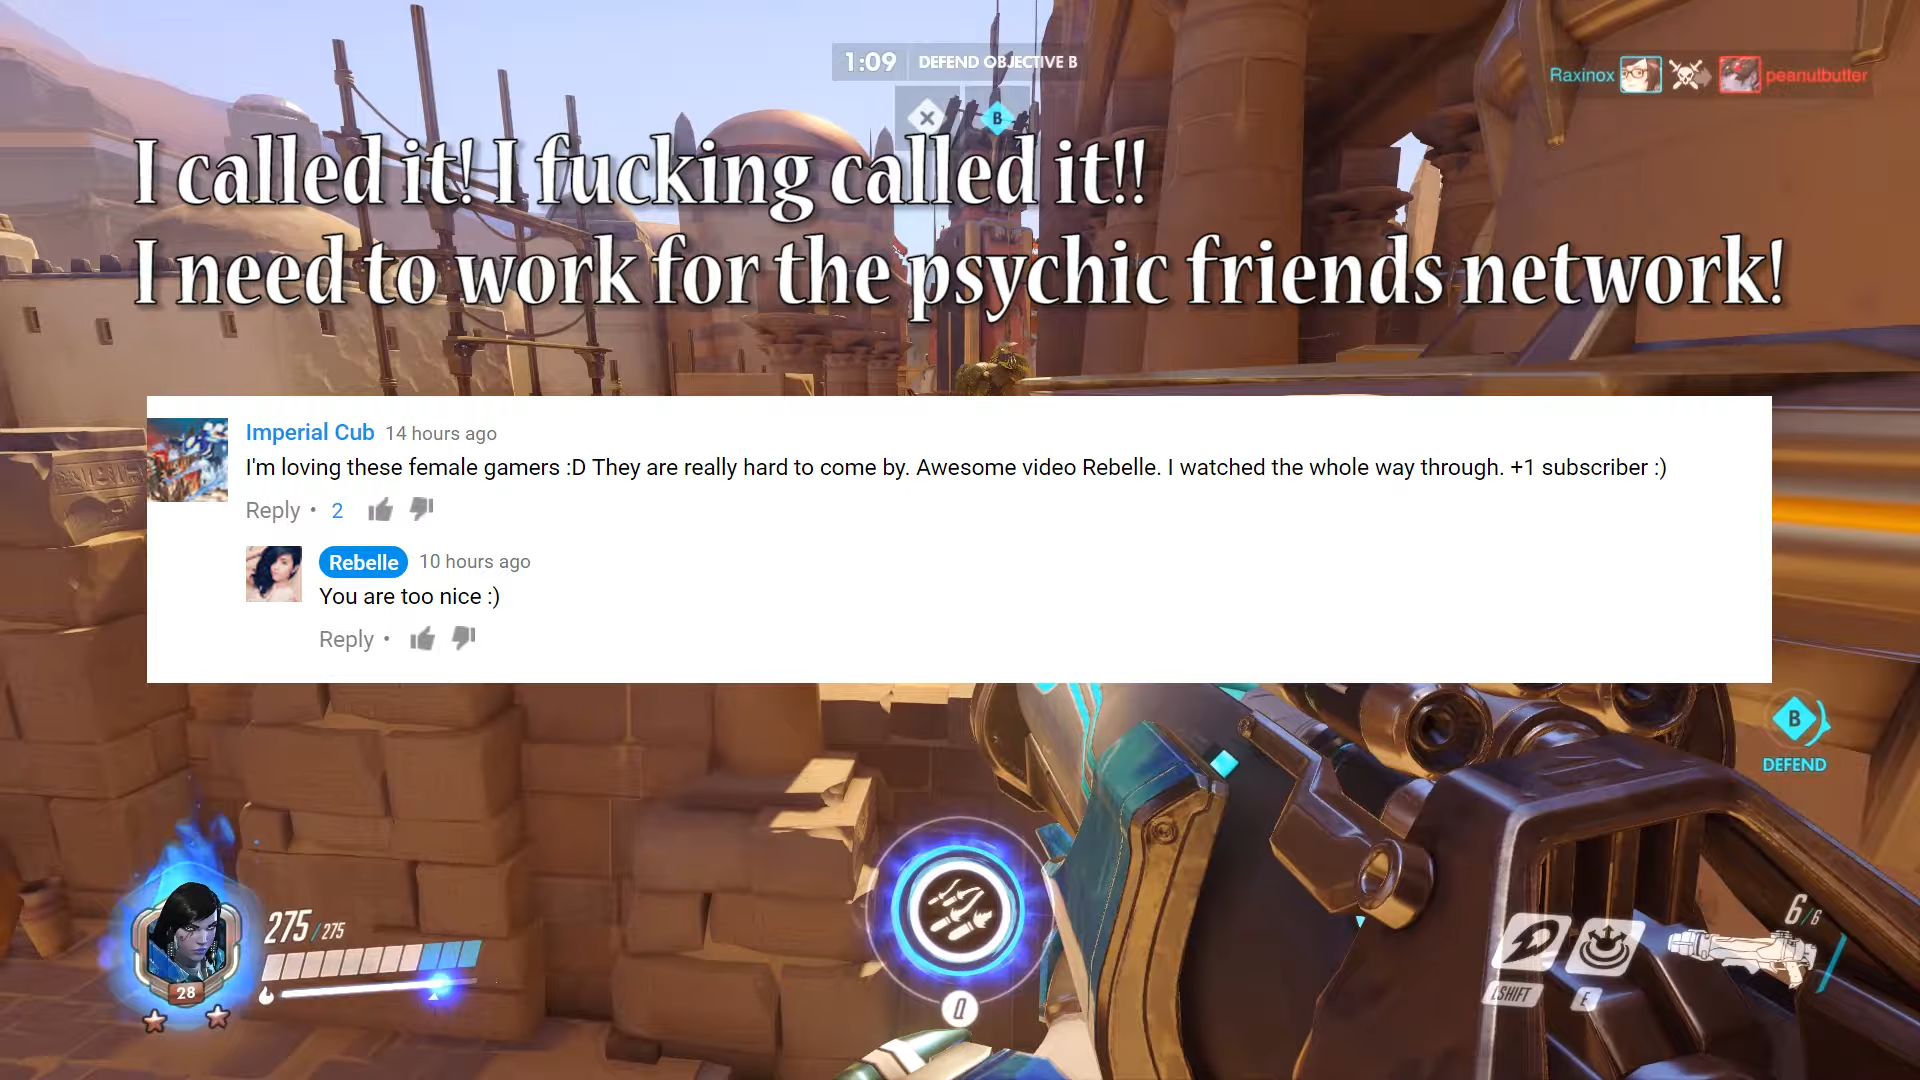 1:09 DEFEND OBJECTIVE B
Raxinox peanutbutter
B
I called it! I fucking called it!!
I need to work for the psychic friends network!
Imperial Cub 14 hours ago
I'm loving these female gamers :D They are really hard to come by. Awesome video Rebelle. I watched the whole way through. +1 subscriber :)
Reply • 2
Rebelle 10 hours ago
You are too nice :)
Reply •
B
DEFEND
275/275
28
Q
6/6
LSHIFT E